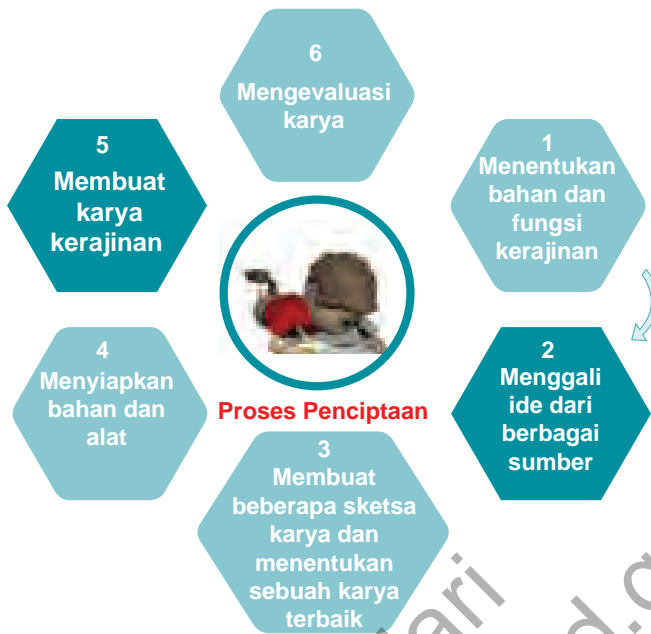 6
Mengevaluasi
karya
5
Membuat
karya
kerajinan
1
Menentukan
bahan dan
fungsi
kerajinan
4
Menyiapkan
bahan dan
alat
Proses Penciptaan
2
Menggali
ide dari
berbagai
sumber
3
Membuat
beberapa sketsa
karya dan
menentukan
sebuah karya
terbaik